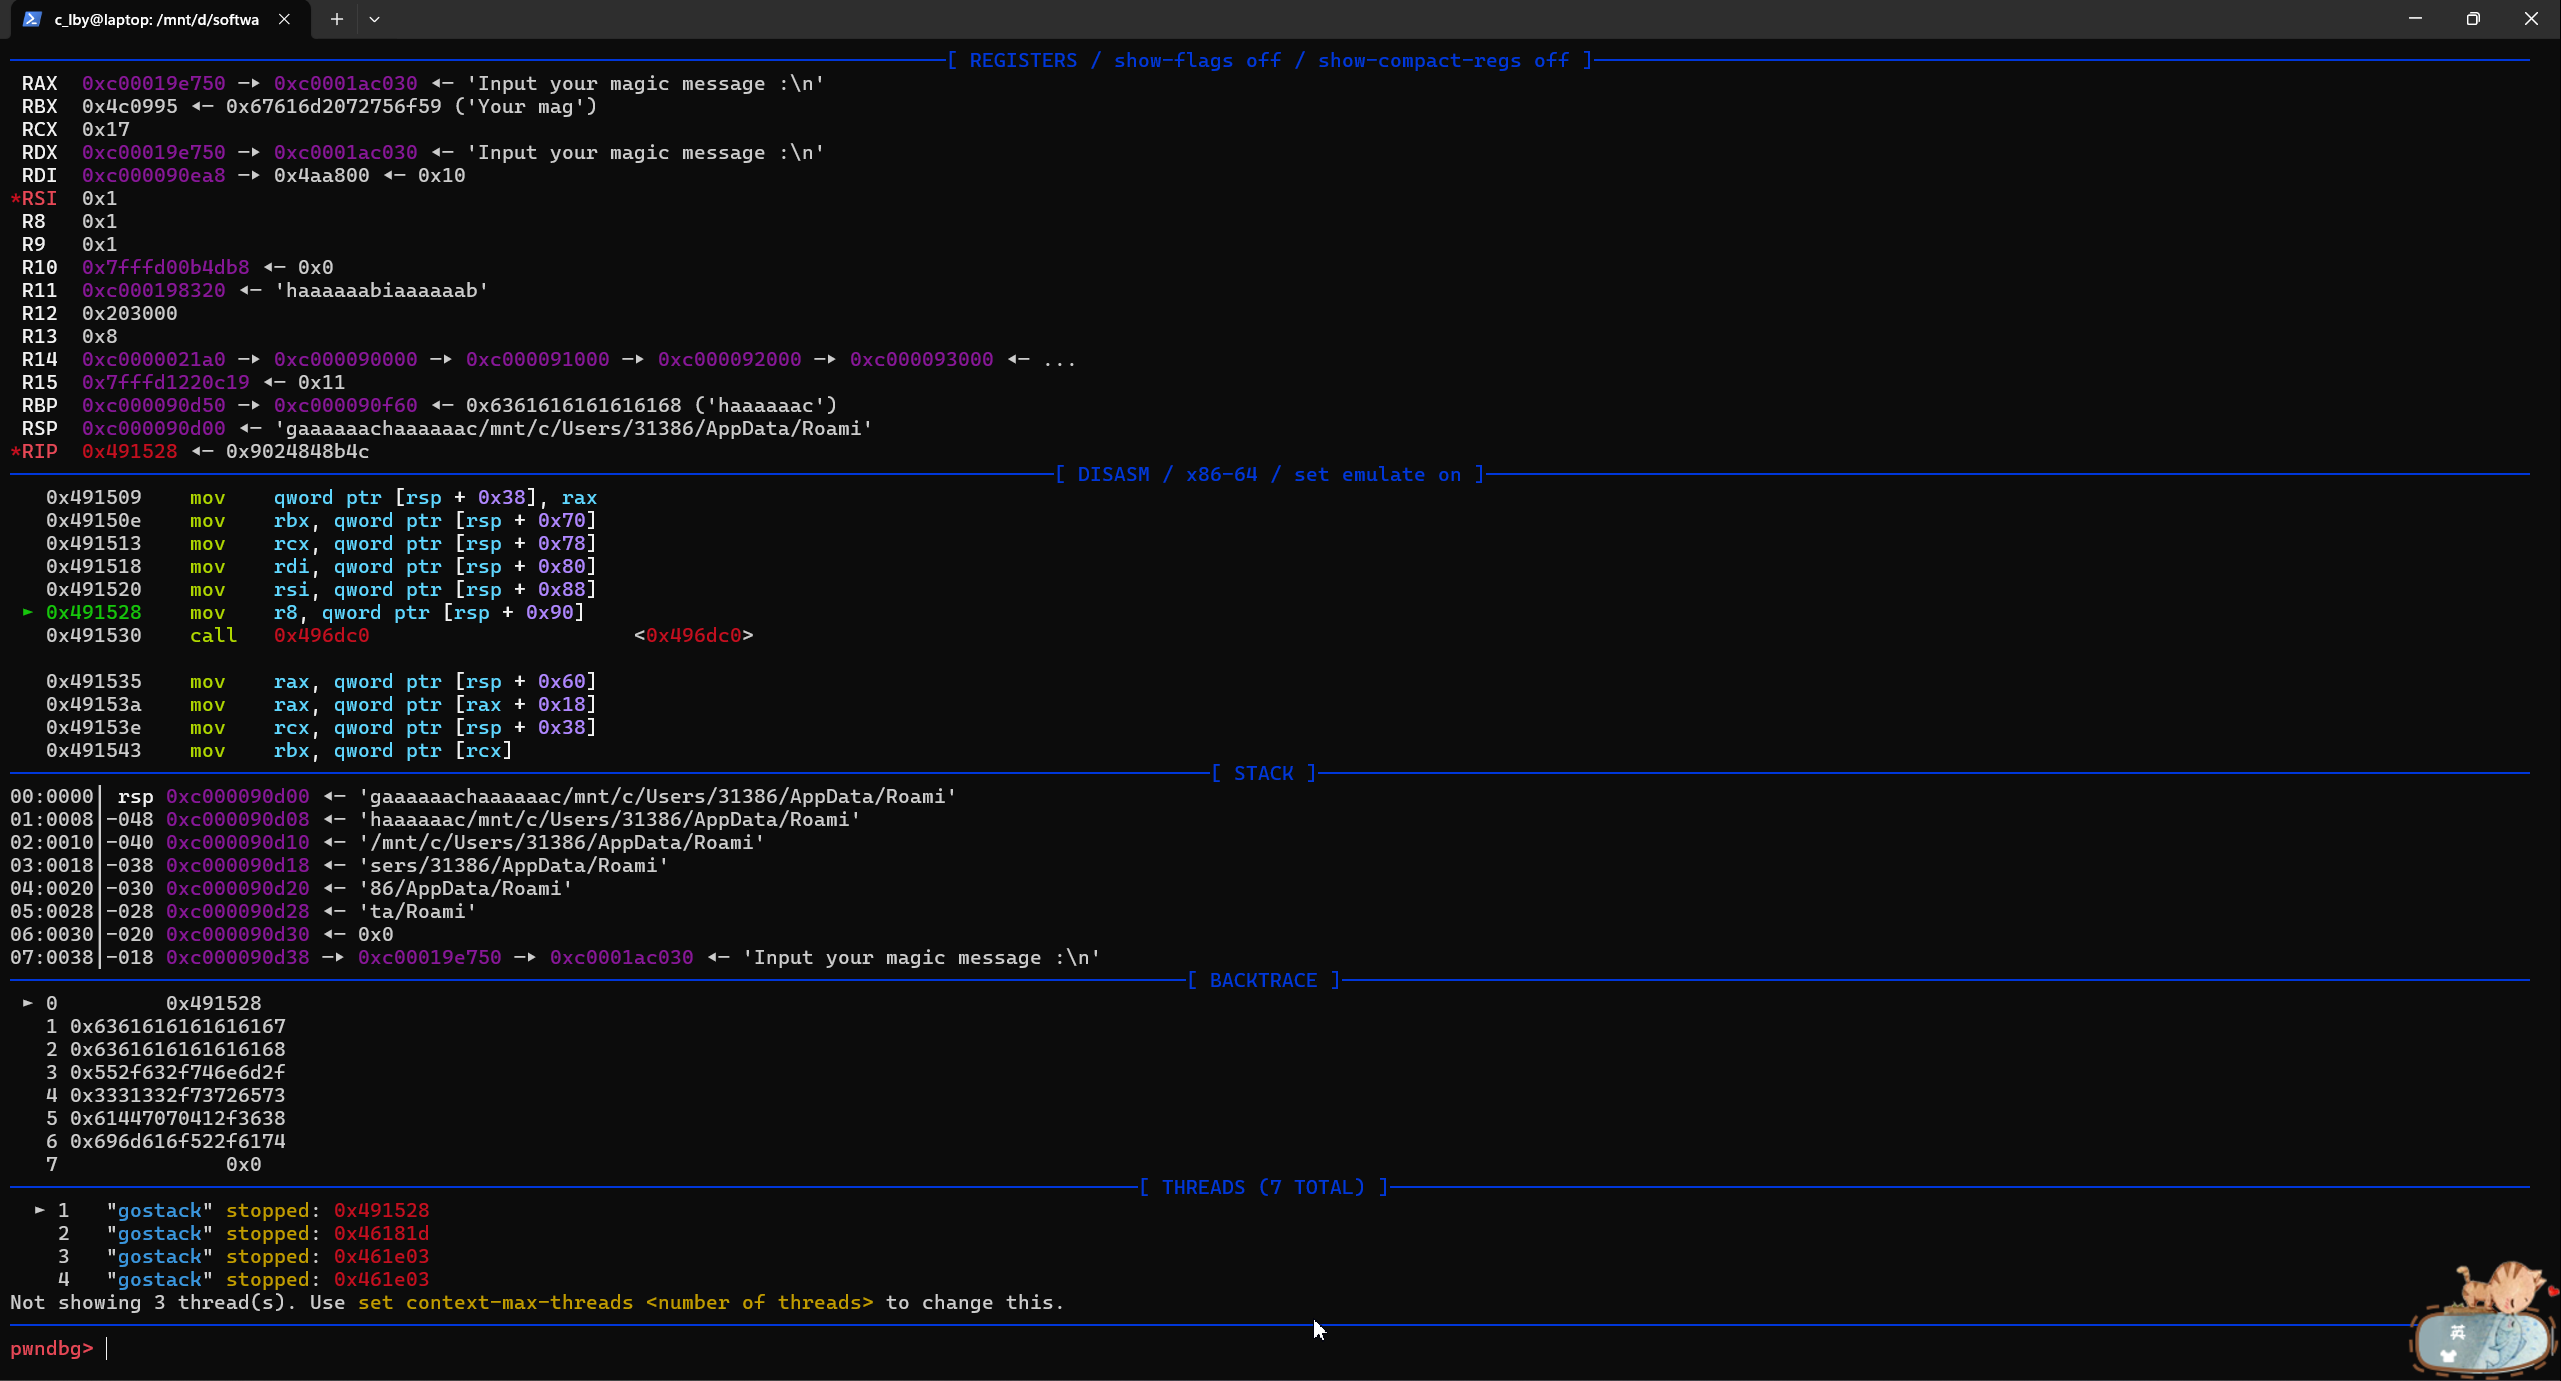 c_lby@laptop: /mnt/d/softwa
[ REGISTERS / show-flags off / show-compact-regs off ]
RAX 0xc00019e750 —▸ 0xc0001ac030 ◂— 'Input your magic message :\n'
RBX 0x4c0995 ◂— 0x67616d2072756f59 ('Your mag')
RCX 0x17
RDX 0xc00019e750 —▸ 0xc0001ac030 ◂— 'Input your magic message :\n'
RDI 0xc000090ea8 —▸ 0x4aa800 ◂— 0x10
*RSI 0x1
R8 0x1
R9 0x1
R10 0x7fffd00b4db8 ◂— 0x0
R11 0xc000198320 ◂— 'haaaaaabiaaaaaab'
R12 0x203000
R13 0x8
R14 0xc0000021a0 —▸ 0xc000090000 —▸ 0xc000091000 —▸ 0xc000092000 —▸ 0xc000093000 ◂— ...
R15 0x7fffd1220c19 ◂— 0x11
RBP 0xc000090d50 —▸ 0xc000090f60 ◂— 0x6361616161616168 ('haaaaaac')
RSP 0xc000090d00 ◂— 'gaaaaaachaaaaaac/mnt/c/Users/31386/AppData/Roami'
*RIP 0x491528 ◂— 0x9024848b4c
[ DISASM / x86-64 / set emulate on ]
0x491509 mov qword ptr [rsp + 0x38], rax
0x49150e mov rbx, qword ptr [rsp + 0x70]
0x491513 mov rcx, qword ptr [rsp + 0x78]
0x491518 mov rdi, qword ptr [rsp + 0x80]
0x491520 mov rsi, qword ptr [rsp + 0x88]
► 0x491528 mov r8, qword ptr [rsp + 0x90]
0x491530 call 0x496dc0 <0x496dc0>
0x491535 mov rax, qword ptr [rsp + 0x60]
0x49153a mov rax, qword ptr [rax + 0x18]
0x49153e mov rcx, qword ptr [rsp + 0x38]
0x491543 mov rbx, qword ptr [rcx]
[ STACK ]
00:0000│ rsp 0xc000090d00 ◂— 'gaaaaaachaaaaaac/mnt/c/Users/31386/AppData/Roami'
01:0008│-048 0xc000090d08 ◂— 'haaaaaac/mnt/c/Users/31386/AppData/Roami'
02:0010│-040 0xc000090d10 ◂— '/mnt/c/Users/31386/AppData/Roami'
03:0018│-038 0xc000090d18 ◂— 'sers/31386/AppData/Roami'
04:0020│-030 0xc000090d20 ◂— '86/AppData/Roami'
05:0028│-028 0xc000090d28 ◂— 'ta/Roami'
06:0030│-020 0xc000090d30 ◂— 0x0
07:0038│-018 0xc000090d38 —▸ 0xc00019e750 —▸ 0xc0001ac030 ◂— 'Input your magic message :\n'
[ BACKTRACE ]
► 0 0x491528
1 0x6361616161616167
2 0x6361616161616168
3 0x552f632f746e6d2f
4 0x3331332f73726573
5 0x61447070412f3638
6 0x696d616f522f6174
7 0x0
[ THREADS (7 TOTAL) ]
► 1 "gostack" stopped: 0x491528
2 "gostack" stopped: 0x46181d
3 "gostack" stopped: 0x461e03
4 "gostack" stopped: 0x461e03
Not showing 3 thread(s). Use set context-max-threads <number of threads> to change this.
pwndbg>
英